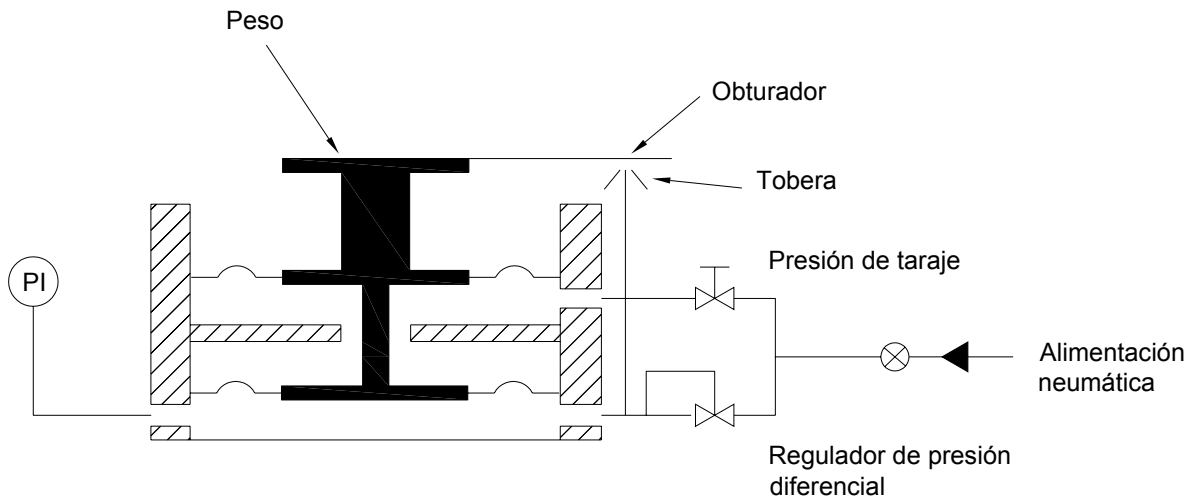 Peso
Obturador
Tobera
PI
Presión de taraje
Alimentación
neumática
Regulador de presión
diferencial